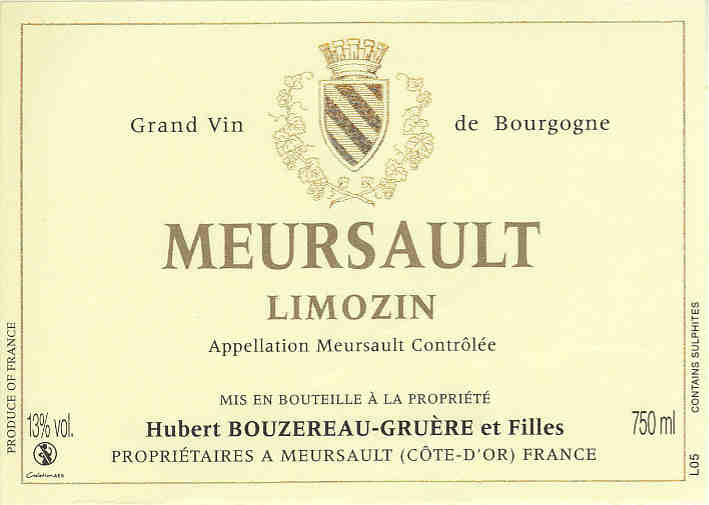 Grand Vin de Bourgogne
MEURSAULT
LIMOZIN
Appellation Meursault Contrôlée
MIS EN BOUTEILLE À LA PROPRIÉTÉ
Hubert BOUZEREAU-GRUÈRE et Filles
PROPRIÉTAIRES A MEURSAULT (CÔTE-D'OR) FRANCE
PRODUCE OF FRANCE
13% vol.
750 ml
CONTAINS SULPHITES
L05